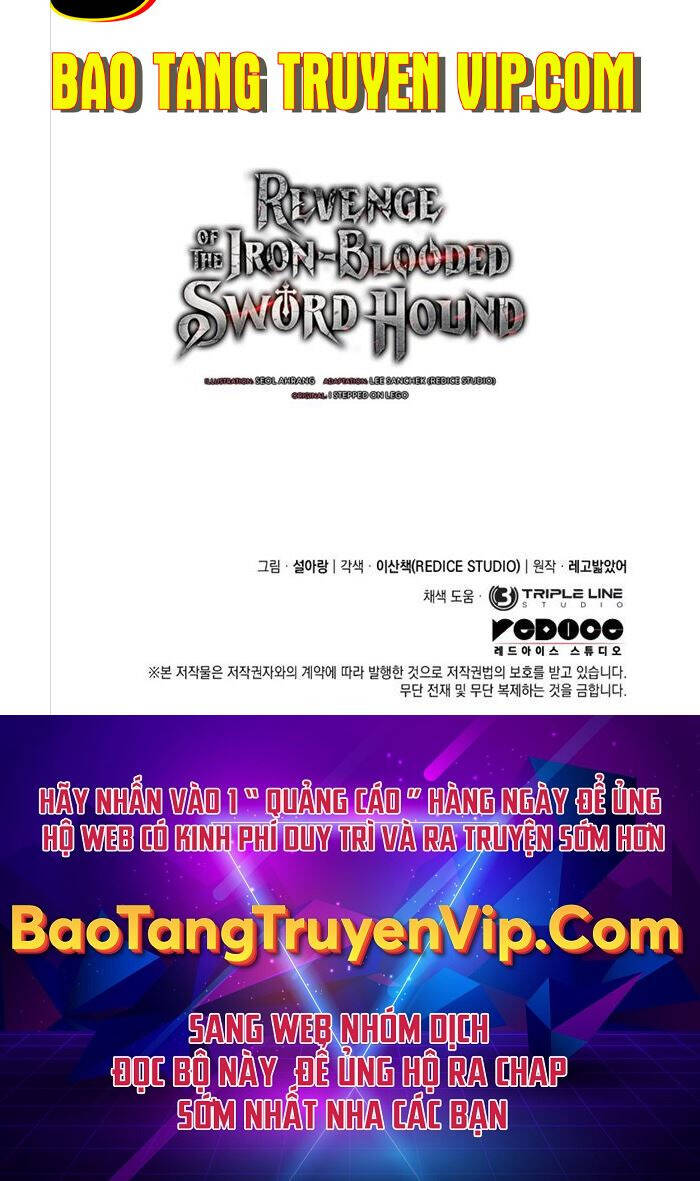 BAO TANG TRUYEN VIP.COM
REVENGE
OF THE IRON-BLOODED
SWORD HOUND
ILLUSTRATION: SEOL AHRANG ADAPTATION: LEE SANCHEK (REDICE STUDIO)
ORIGINAL: I STEPPED ON LEGO
그림 · 설아랑 | 각색 · 이산책(REDICE STUDIO) | 원작 · 레고밟았어
채색 도움 · 3 TRIPLE LINE
STUDIO
REDICE
레드아이스 스튜디오
※본 저작물은 저작권자와의 계약에 따라 발행한 것으로 저작권법의 보호를 받고 있습니다.
무단 전재 및 무단 복제하는 것을 금합니다.
HÃY NHẤN VÀO 1 “ QUẢNG CÁO ” HÀNG NGÀY ĐỂ ỦNG
HỘ WEB CÓ KINH PHÍ DUY TRÌ VÀ RA TRUYỆN SỚM HƠN
BaoTangTruyenVip.Com
SANG WEB NHÓM DỊCH
ĐỌC BỘ NÀY ĐỂ ỦNG HỘ RA CHAP
SỚM NHẤT NHA CÁC BẠN